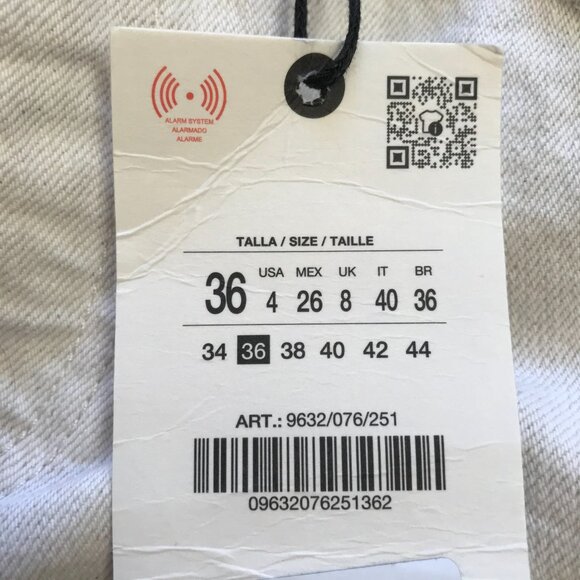 ALARM SYSTEM
ALARMADO
ALARME
TALLA / SIZE / TAILLE
36 USA MEX UK IT BR
4 26 8 40 36
34 36 38 40 42 44
ART.: 9632/076/251
09632076251362